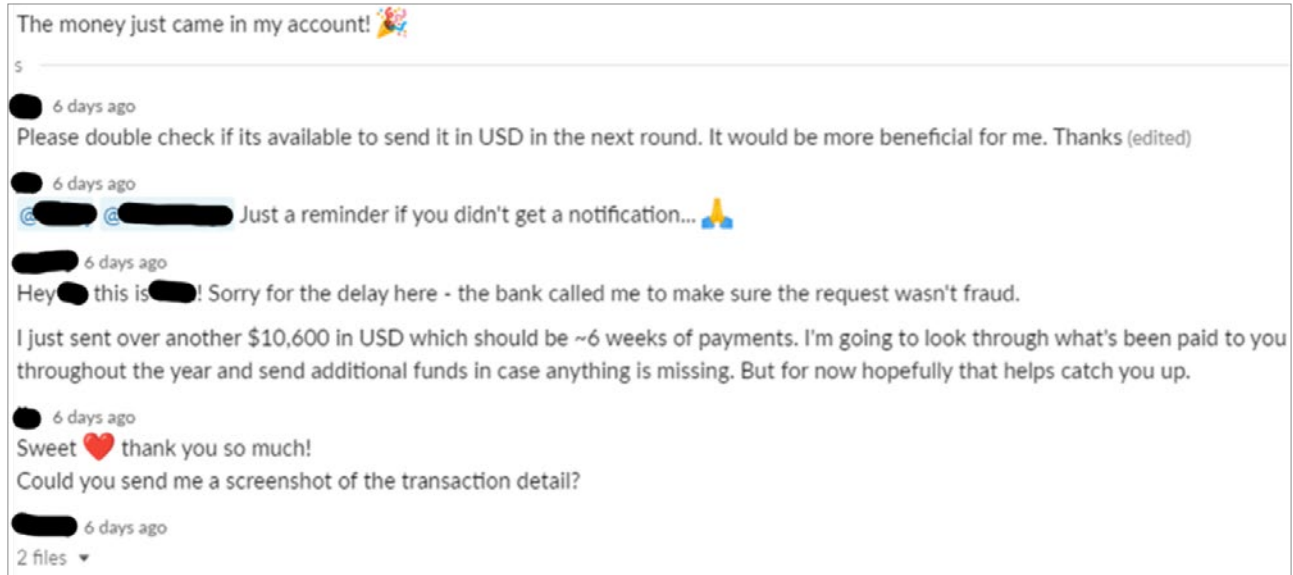 The money just came in my account!
6 days ago
Please double check if its available to send it in USD in the next round. It would be more beneficial for me. Thanks (edited)
6 days ago
@ @ Just a reminder if you didn't get a notification...
6 days ago
Hey this is ! Sorry for the delay here - the bank called me to make sure the request wasn't fraud.
I just sent over another $10,600 in USD which should be ~6 weeks of payments. I'm going to look through what's been paid to you
throughout the year and send additional funds in case anything is missing. But for now hopefully that helps catch you up.
6 days ago
Sweet thank you so much!
Could you send me a screenshot of the transaction detail?
6 days ago
2 files